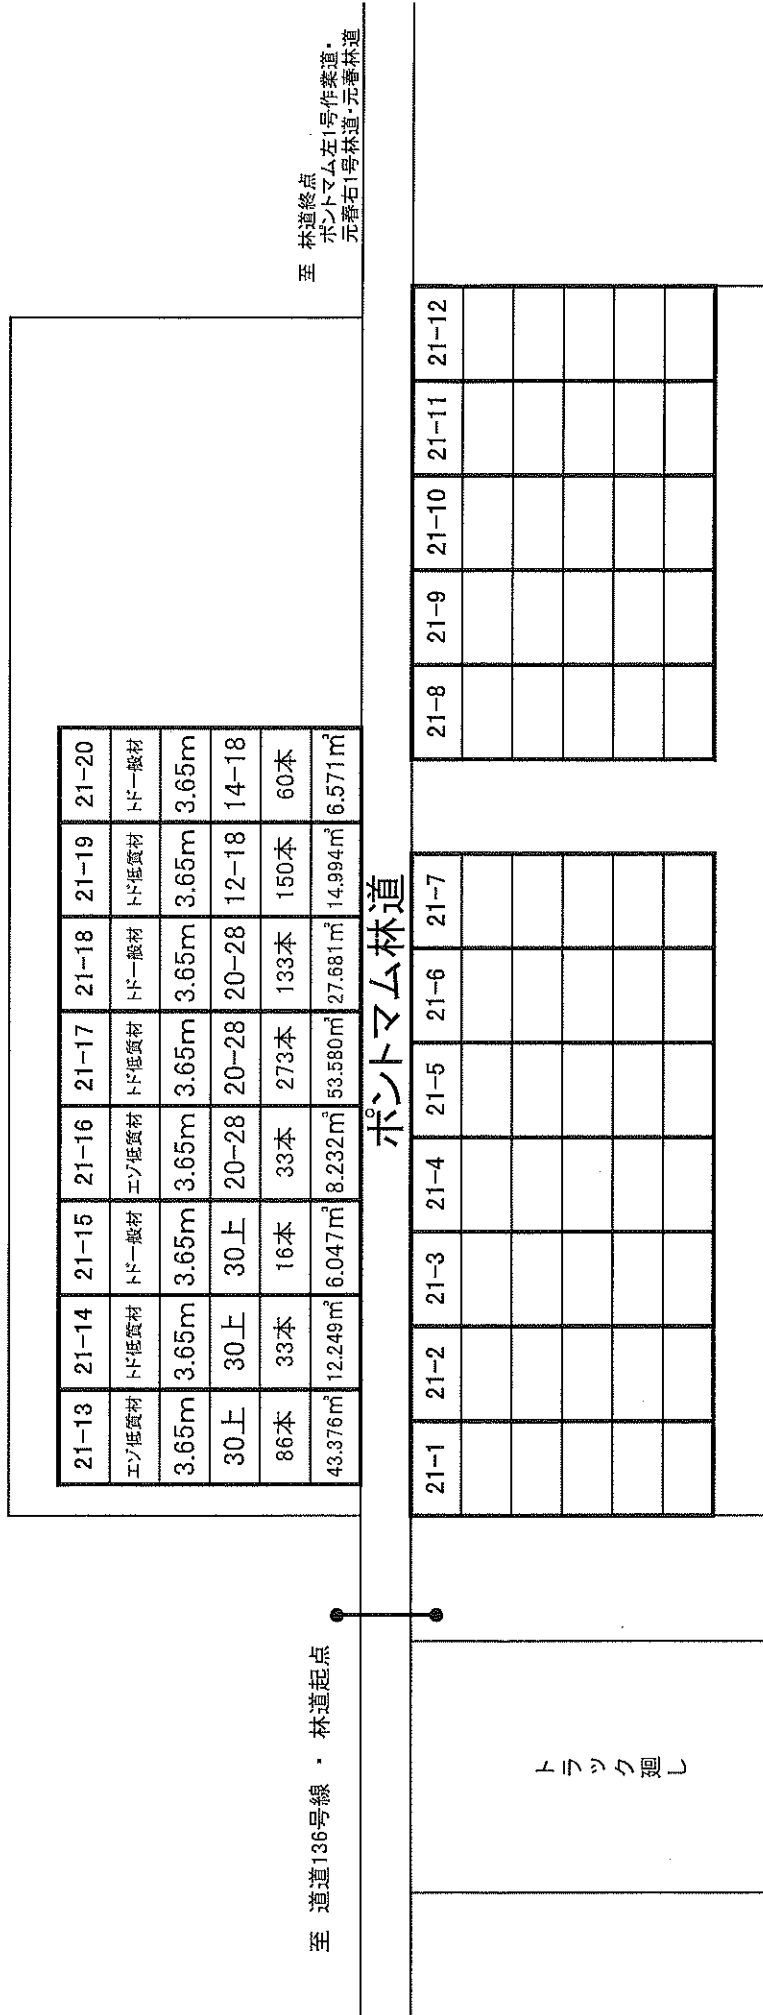 至 林道終点
ポントマム左1号作業道・
元春右1号林道・元春林道
21-13 21-14 21-15 21-16 21-17 21-18 21-19 21-20
エゾ低質材 トド低質材 トド一般材 エゾ低質材 トド低質材 トド一般材 トド低質材 トド一般材
3.65m 3.65m 3.65m 3.65m 3.65m 3.65m 3.65m 3.65m
30上 30上 30上 20-28 20-28 20-28 12-18 14-18
86本 33本 16本 33本 273本 133本 150本 60本
43.376㎥ 12.249㎥ 6.047㎥ 8.232㎥ 53.580㎥ 27.681㎥ 14.994㎥ 6.571㎥
至 道道136号線 ・ 林道起点
ポントマム林道
21-1 21-2 21-3 21-4 21-5 21-6 21-7 21-8 21-9 21-10 21-11 21-12
トラック廻し